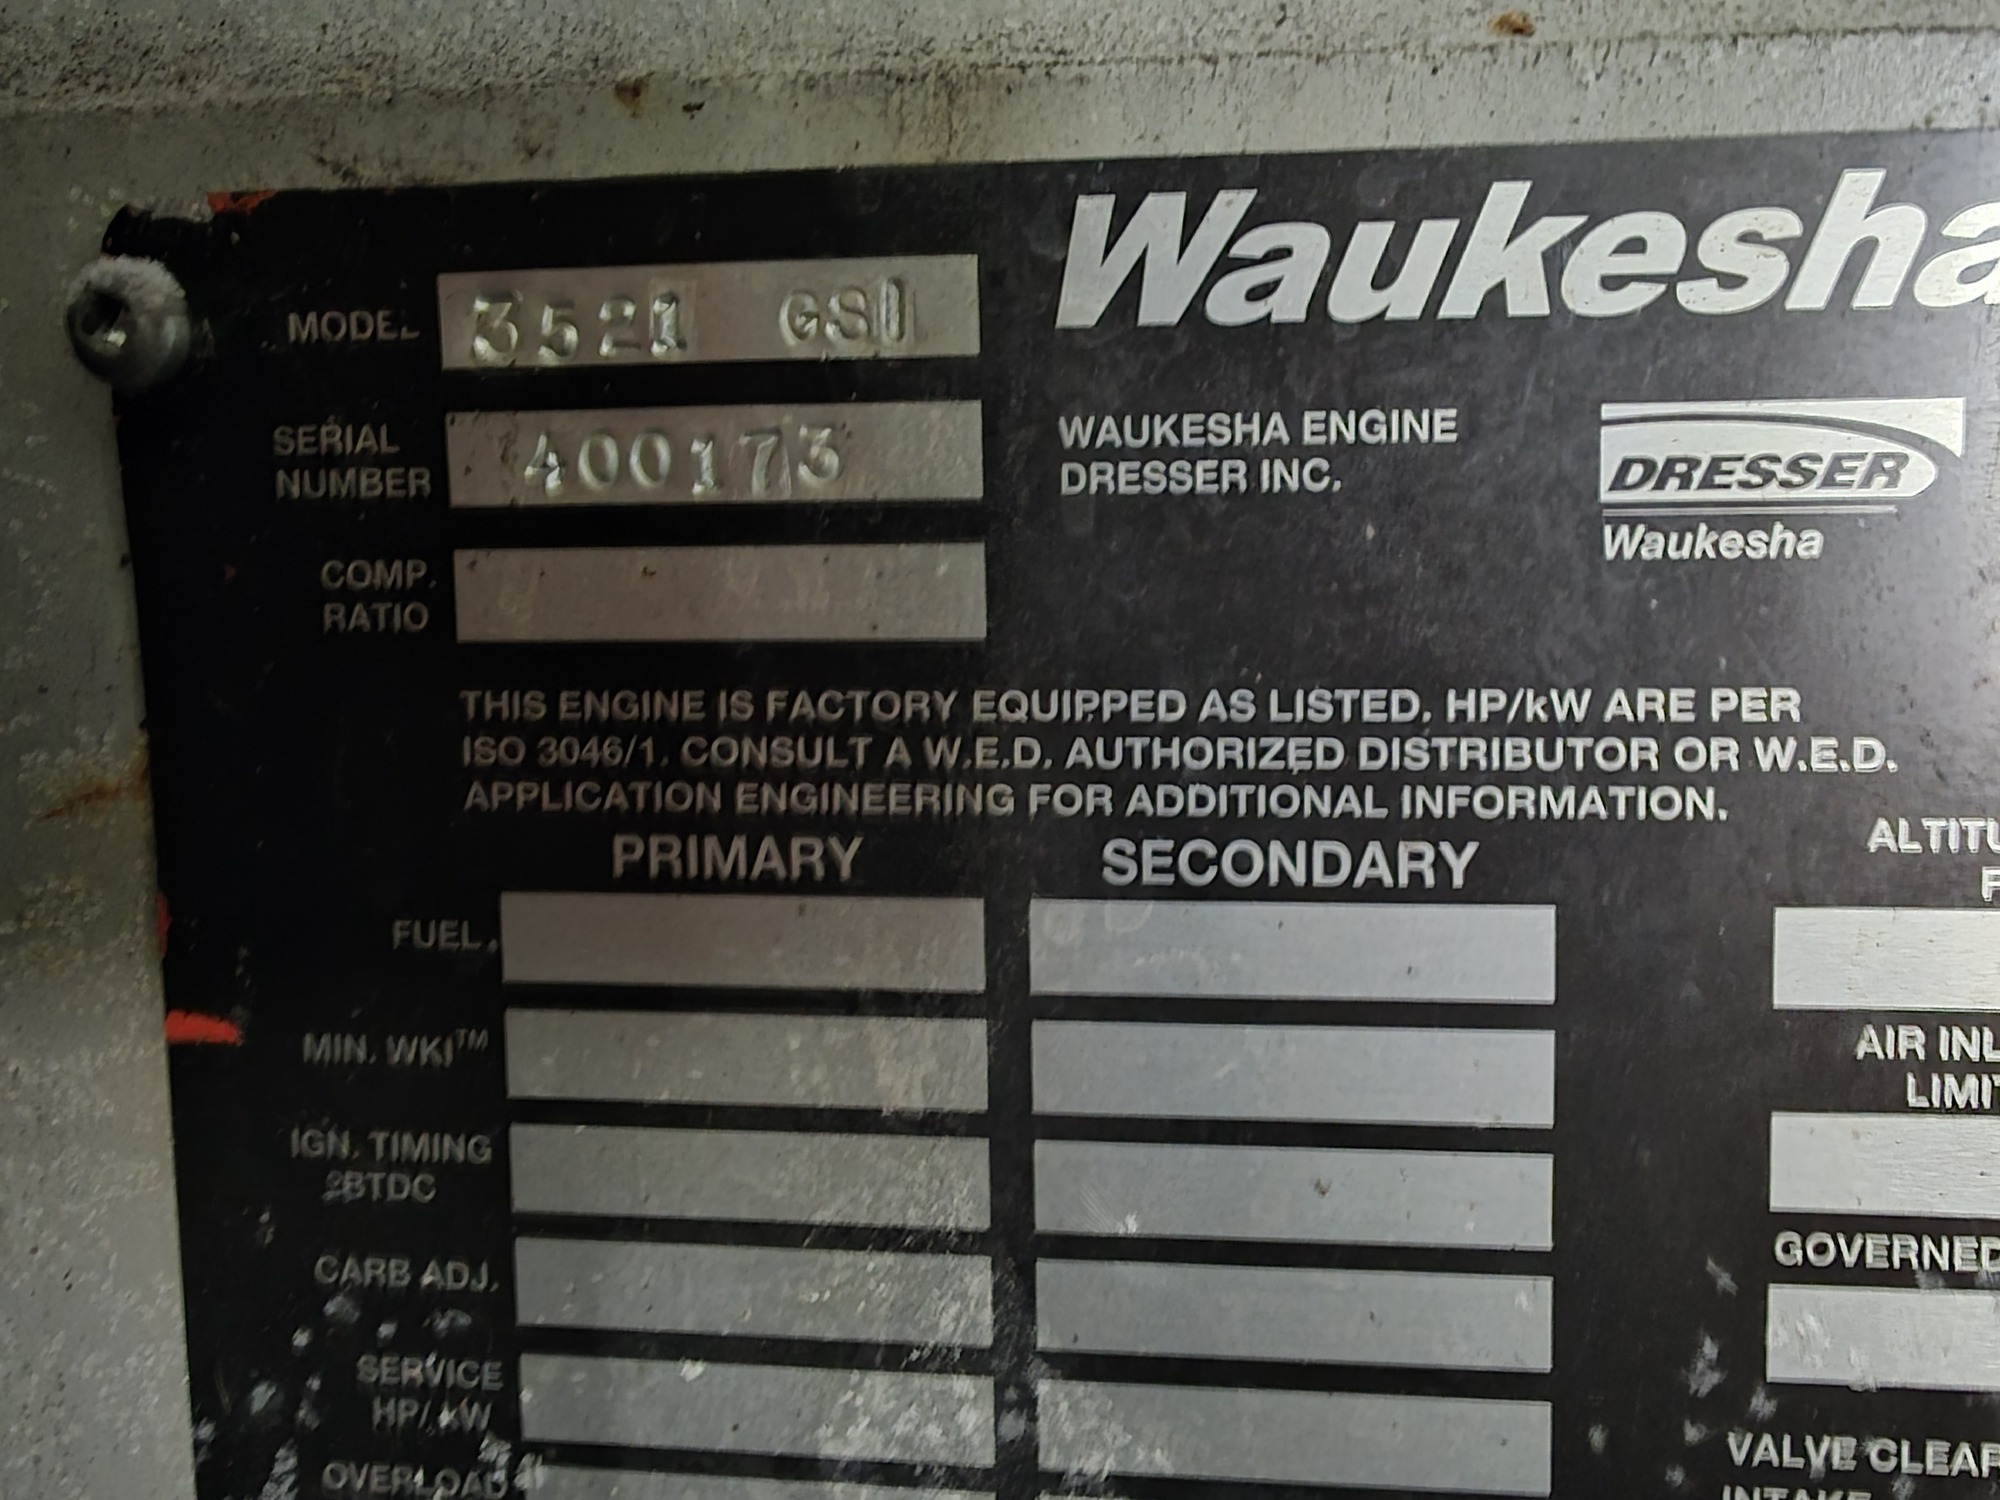 Waukesha
MODEL 3521 GSI
SERIAL NUMBER 400173
WAUKESHA ENGINE
DRESSER INC.
DRESSER
Waukesha
COMP. RATIO
THIS ENGINE IS FACTORY EQUIPPED AS LISTED. HP/kW ARE PER
ISO 3046/1. CONSULT A W.E.D. AUTHORIZED DISTRIBUTOR OR W.E.D.
APPLICATION ENGINEERING FOR ADDITIONAL INFORMATION.
PRIMARY SECONDARY
ALTITU
F
FUEL
MIN. WKI™
AIR INL
LIMIT
IGN. TIMING
°BTDC
CARB ADJ.
GOVERNED
SERVICE
HP/kW
OVERLOAD
VALVE CLEAR
INTAKE